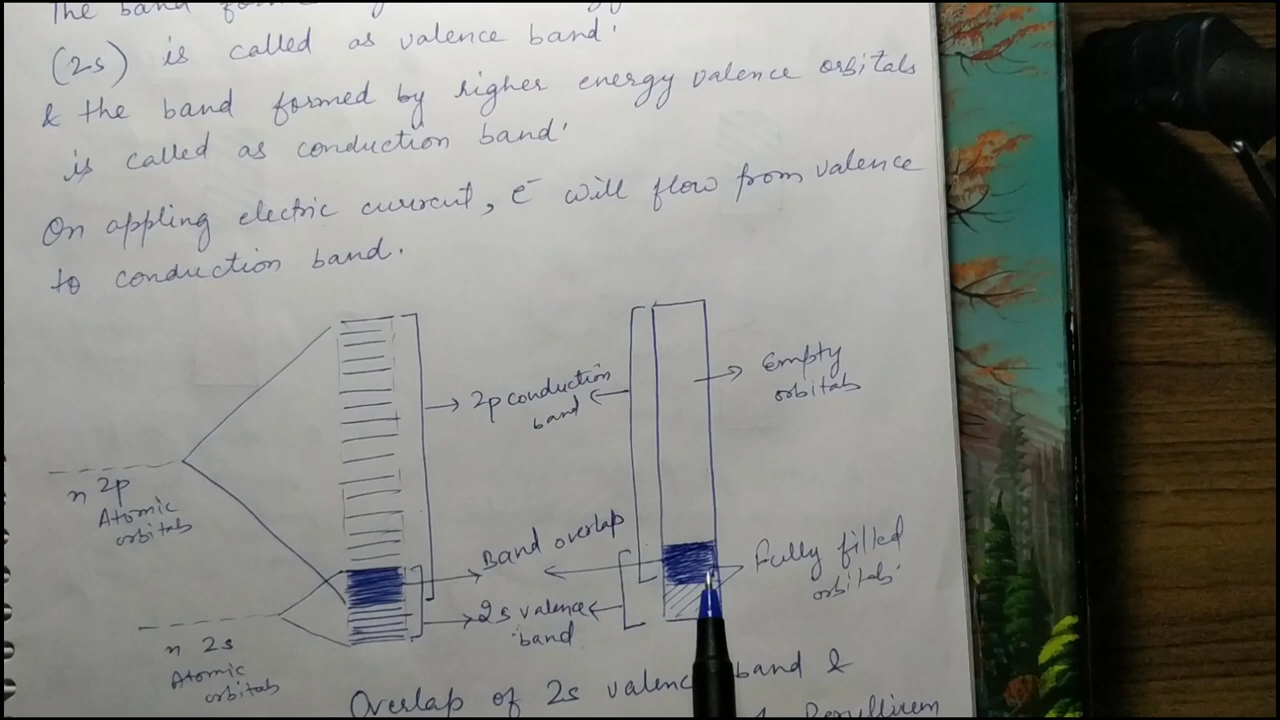 The band
(2s) is called as valence band'
& the band formed by higher energy valence orbitals
is called as conduction band'
On appling electric current, e⁻ will flow from valence
to conduction band.
n 2p
Atomic
orbitals
n 2s
Atomic
orbitals
2p conduction
band
Band overlap
2s valence
band
Empty
orbitals
Fully filled
orbitals
Overlap of 2s valence band &